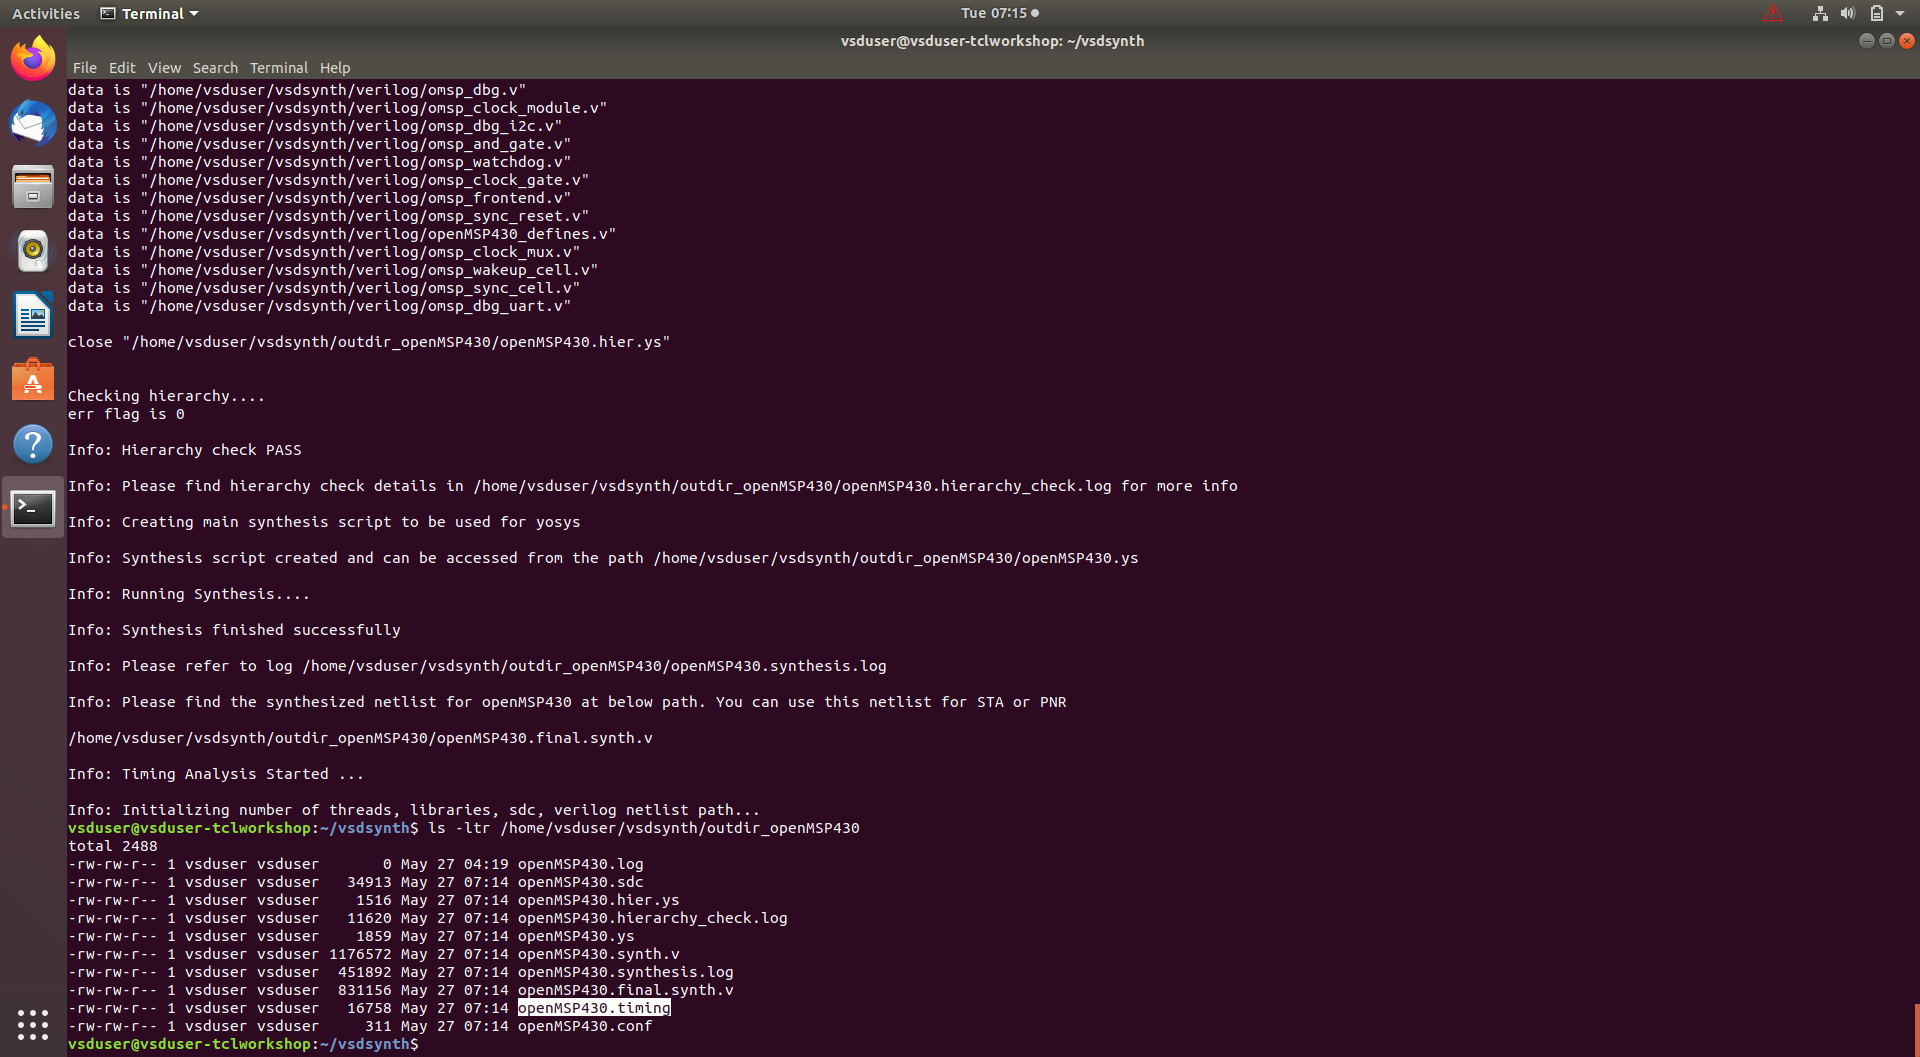 Activities Terminal Tue 07:15
vsduser@vsduser-tclworkshop: ~/vsdsynth
File Edit View Search Terminal Help
data is "/home/vsduser/vsdsynth/verilog/omsp_dbg.v"
data is "/home/vsduser/vsdsynth/verilog/omsp_clock_module.v"
data is "/home/vsduser/vsdsynth/verilog/omsp_dbg_i2c.v"
data is "/home/vsduser/vsdsynth/verilog/omsp_and_gate.v"
data is "/home/vsduser/vsdsynth/verilog/omsp_watchdog.v"
data is "/home/vsduser/vsdsynth/verilog/omsp_clock_gate.v"
data is "/home/vsduser/vsdsynth/verilog/omsp_frontend.v"
data is "/home/vsduser/vsdsynth/verilog/omsp_sync_reset.v"
data is "/home/vsduser/vsdsynth/verilog/openMSP430_defines.v"
data is "/home/vsduser/vsdsynth/verilog/omsp_clock_mux.v"
data is "/home/vsduser/vsdsynth/verilog/omsp_wakeup_cell.v"
data is "/home/vsduser/vsdsynth/verilog/omsp_sync_cell.v"
data is "/home/vsduser/vsdsynth/verilog/omsp_dbg_uart.v"
close "/home/vsduser/vsdsynth/outdir_openMSP430/openMSP430.hier.ys"
Checking hierarchy....
err flag is 0
Info: Hierarchy check PASS
Info: Please find hierarchy check details in /home/vsduser/vsdsynth/outdir_openMSP430/openMSP430.hierarchy_check.log for more info
Info: Creating main synthesis script to be used for yosys
Info: Synthesis script created and can be accessed from the path /home/vsduser/vsdsynth/outdir_openMSP430/openMSP430.ys
Info: Running Synthesis....
Info: Synthesis finished successfully
Info: Please refer to log /home/vsduser/vsdsynth/outdir_openMSP430/openMSP430.synthesis.log
Info: Please find the synthesized netlist for openMSP430 at below path. You can use this netlist for STA or PNR
/home/vsduser/vsdsynth/outdir_openMSP430/openMSP430.final.synth.v
Info: Timing Analysis Started ...
Info: Initializing number of threads, libraries, sdc, verilog netlist path...
vsduser@vsduser-tclworkshop:~/vsdsynth$ ls -ltr /home/vsduser/vsdsynth/outdir_openMSP430
total 2488
-rw-rw-r-- 1 vsduser vsduser       0 May 27 04:19 openMSP430.log
-rw-rw-r-- 1 vsduser vsduser   34913 May 27 07:14 openMSP430.sdc
-rw-rw-r-- 1 vsduser vsduser    1516 May 27 07:14 openMSP430.hier.ys
-rw-rw-r-- 1 vsduser vsduser   11620 May 27 07:14 openMSP430.hierarchy_check.log
-rw-rw-r-- 1 vsduser vsduser    1859 May 27 07:14 openMSP430.ys
-rw-rw-r-- 1 vsduser vsduser 1176572 May 27 07:14 openMSP430.synth.v
-rw-rw-r-- 1 vsduser vsduser  451892 May 27 07:14 openMSP430.synthesis.log
-rw-rw-r-- 1 vsduser vsduser  831156 May 27 07:14 openMSP430.final.synth.v
-rw-rw-r-- 1 vsduser vsduser   16758 May 27 07:14 openMSP430.timing
-rw-rw-r-- 1 vsduser vsduser     311 May 27 07:14 openMSP430.conf
vsduser@vsduser-tclworkshop:~/vsdsynth$